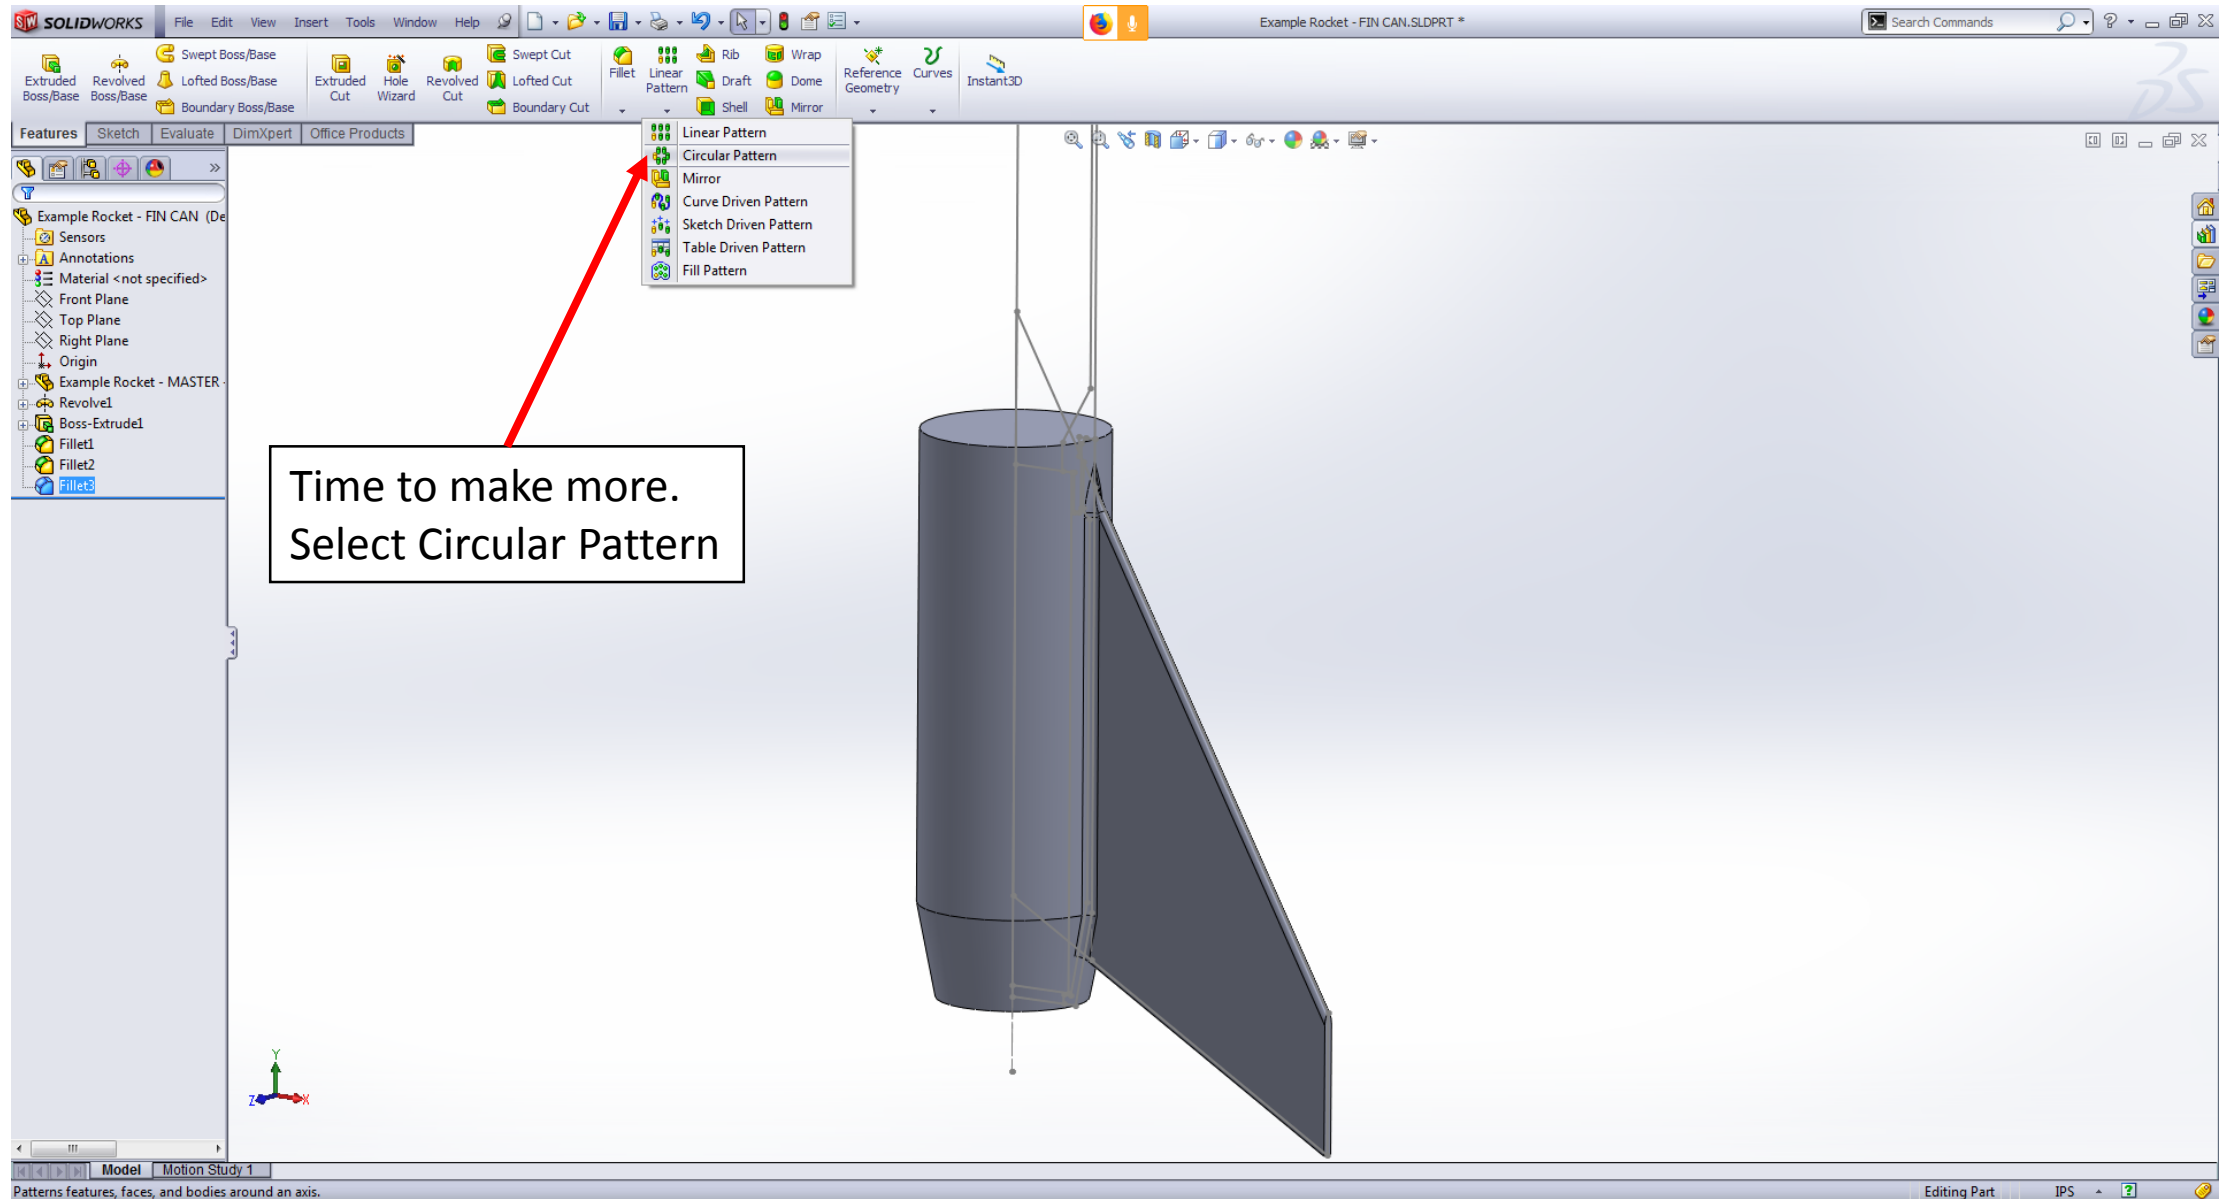 SOLIDWORKS File Edit View Insert Tools Window Help
Example Rocket - FIN CAN.SLDPRT *
Search Commands
Extruded Boss/Base
Revolved Boss/Base
Swept Boss/Base
Lofted Boss/Base
Boundary Boss/Base
Extruded Cut
Hole Wizard
Revolved Cut
Swept Cut
Lofted Cut
Boundary Cut
Fillet
Linear Pattern
Rib
Draft
Shell
Wrap
Dome
Mirror
Reference Geometry
Curves
Instant3D
Features Sketch Evaluate DimXpert Office Products
Linear Pattern
Circular Pattern
Mirror
Curve Driven Pattern
Sketch Driven Pattern
Table Driven Pattern
Fill Pattern
Example Rocket - FIN CAN (De
Sensors
Annotations
Material <not specified>
Front Plane
Top Plane
Right Plane
Origin
Example Rocket - MASTER -
Revolve1
Boss-Extrude1
Fillet1
Fillet2
Fillet3
Time to make more.
Select Circular Pattern
Y
Z X
Model Motion Study 1
Patterns features, faces, and bodies around an axis.
Editing Part IPS